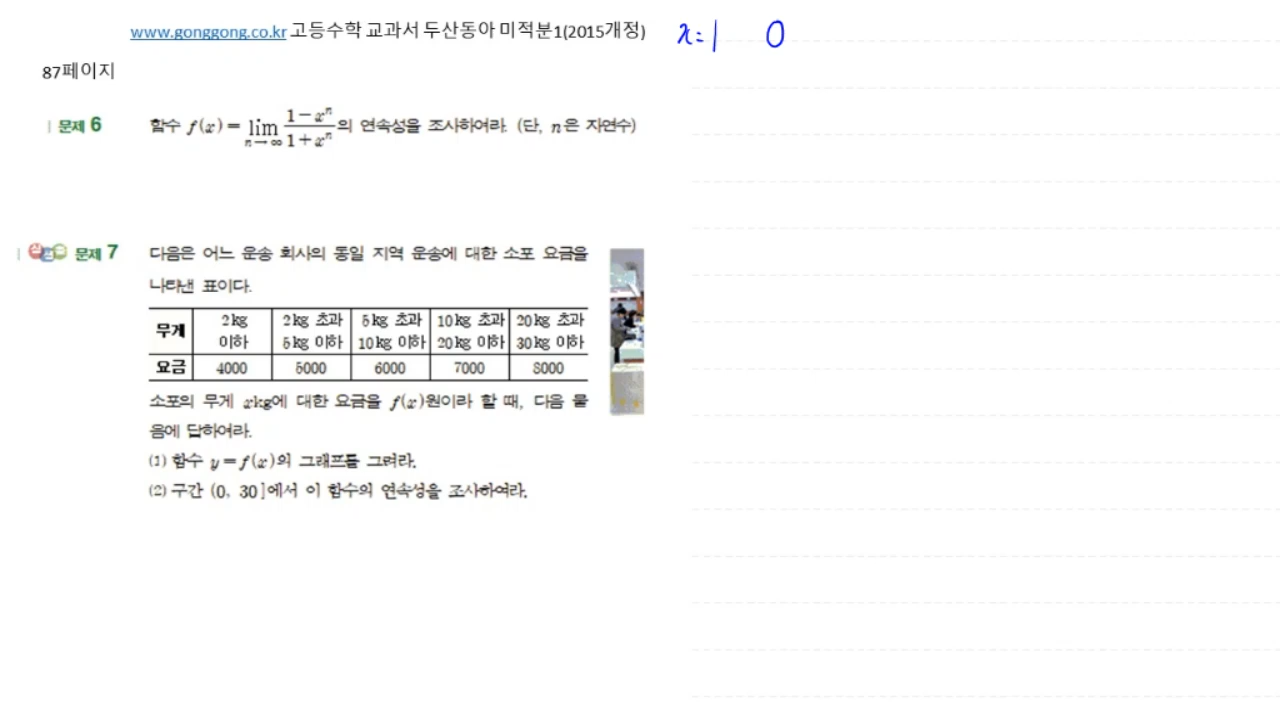 www.gonggong.co.kr 고등수학 교과서 두산동아 미적분1(2015개정)
x=1 0
87페이지
문제 6 함수 f(x)=lim_{n→∞} (1-x^n)/(1+x^n)의 연속성을 조사하여라. (단, n은 자연수)
문제 7 다음은 어느 운송 회사의 동일 지역 운송에 대한 소포 요금을
나타낸 표이다.
무게 2kg 이하 2kg 초과 5kg 이하 5kg 초과 10kg 이하 10kg 초과 20kg 이하 20kg 초과 30kg 이하
요금 4000 5000 6000 7000 8000
소포의 무게 xkg에 대한 요금을 f(x)원이라 할 때, 다음 물
음에 답하여라.
(1) 함수 y=f(x)의 그래프를 그려라.
(2) 구간 (0, 30]에서 이 함수의 연속성을 조사하여라.